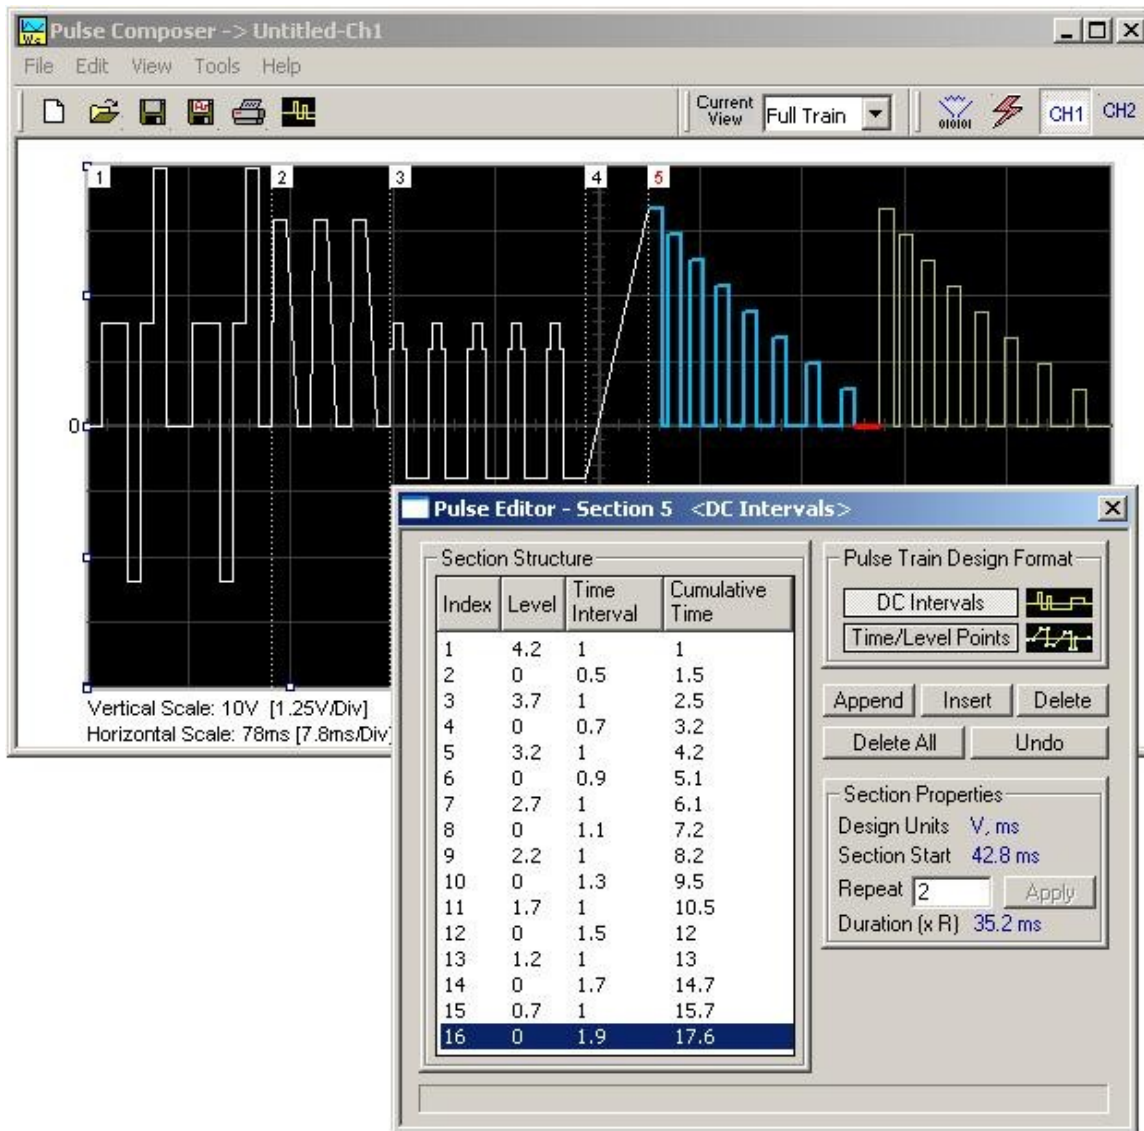 Pulse Composer -> Untitled-Ch1
File Edit View Tools Help
Current View Full Train
010101 CH1 CH2
1 2 3 4 5
0
Vertical Scale: 10V [1.25V/Div]
Horizontal Scale: 78ms [7.8ms/Div]
Pulse Editor - Section 5 <DC Intervals>
Section Structure
Index Level Time Interval Cumulative Time
1 4.2 1 1
2 0 0.5 1.5
3 3.7 1 2.5
4 0 0.7 3.2
5 3.2 1 4.2
6 0 0.9 5.1
7 2.7 1 6.1
8 0 1.1 7.2
9 2.2 1 8.2
10 0 1.3 9.5
11 1.7 1 10.5
12 0 1.5 12
13 1.2 1 13
14 0 1.7 14.7
15 0.7 1 15.7
16 0 1.9 17.6
Pulse Train Design Format
DC Intervals
Time/Level Points
Append Insert Delete
Delete All Undo
Section Properties
Design Units V, ms
Section Start 42.8 ms
Repeat 2 Apply
Duration (x R) 35.2 ms